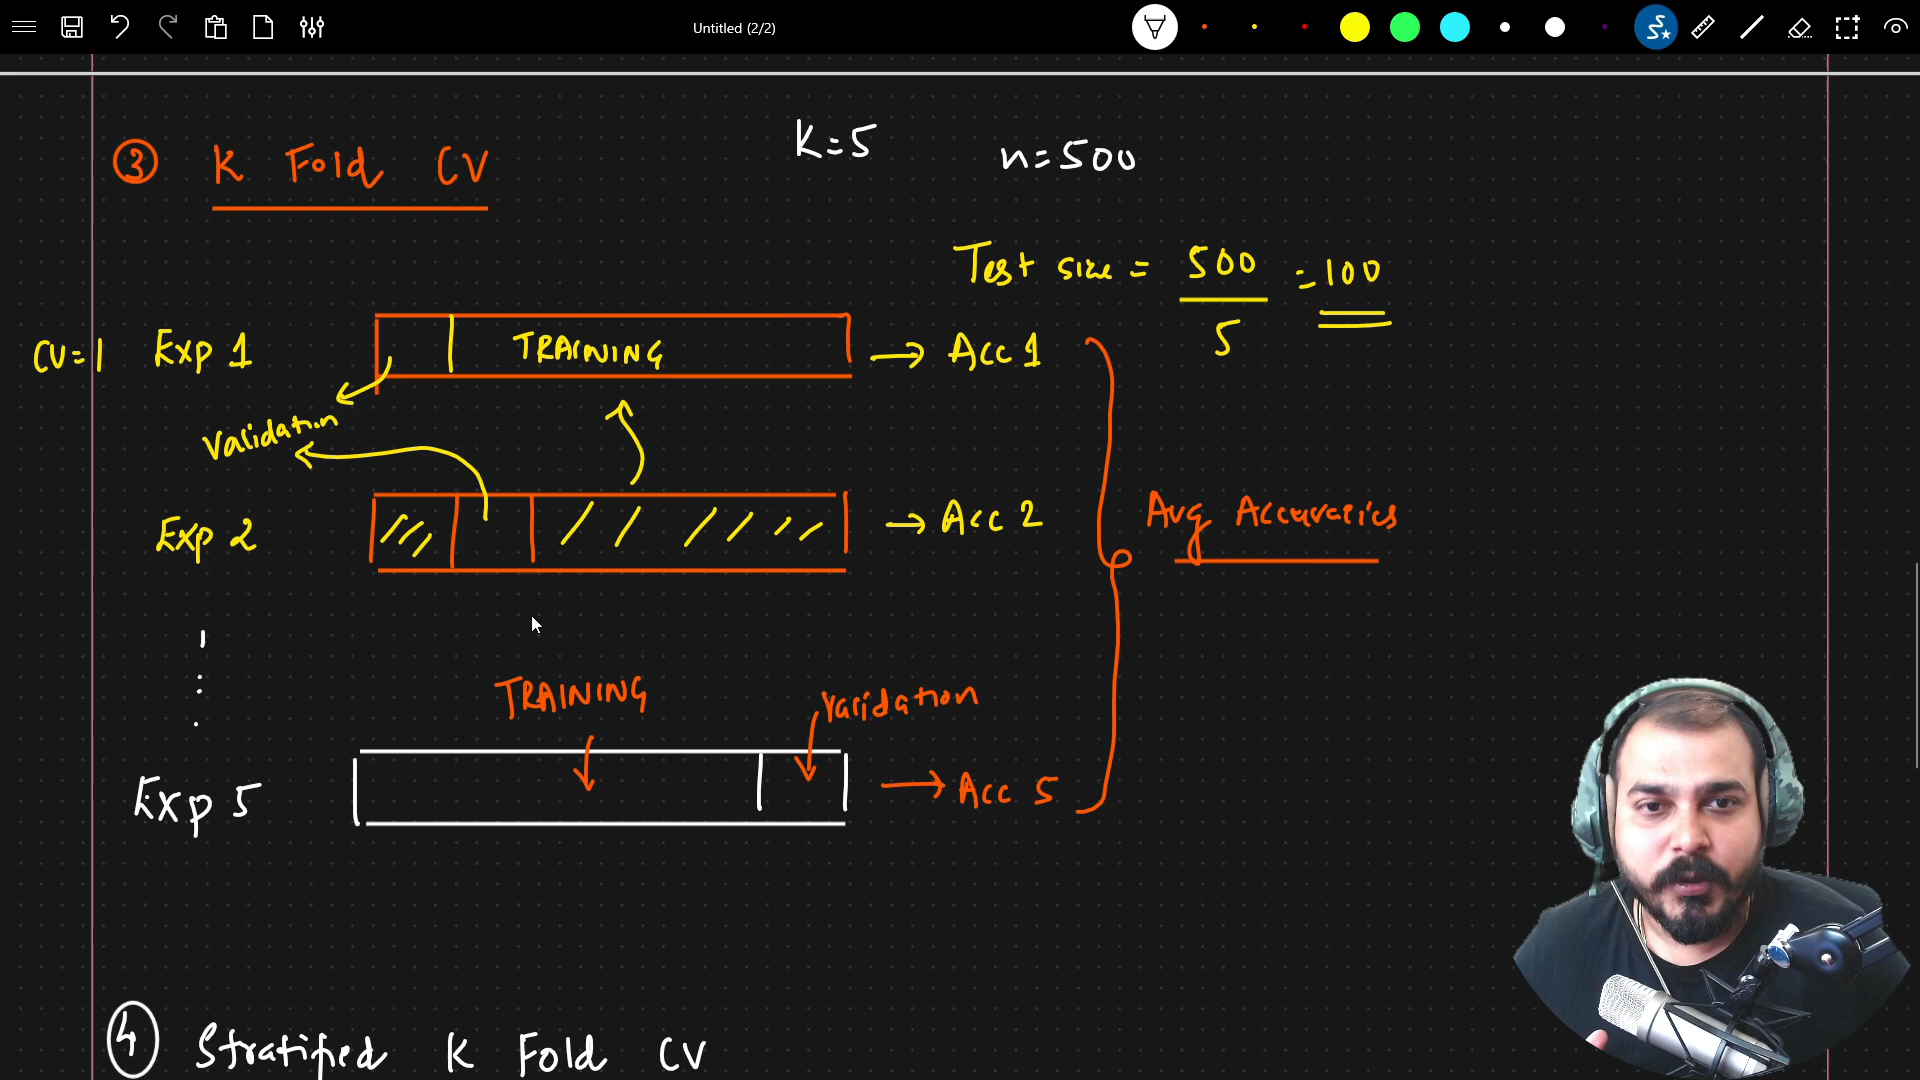 Untitled (2/2)
3 K Fold CV
K=5
n=500
Test size = 500 / 5 = 100
CV=1 Exp 1
TRAINING
→ Acc 1
Validation
Exp 2
→ Acc 2
Avg Accuracies
TRAINING
Validation
Exp 5
→ Acc 5
4 Stratified K Fold CV